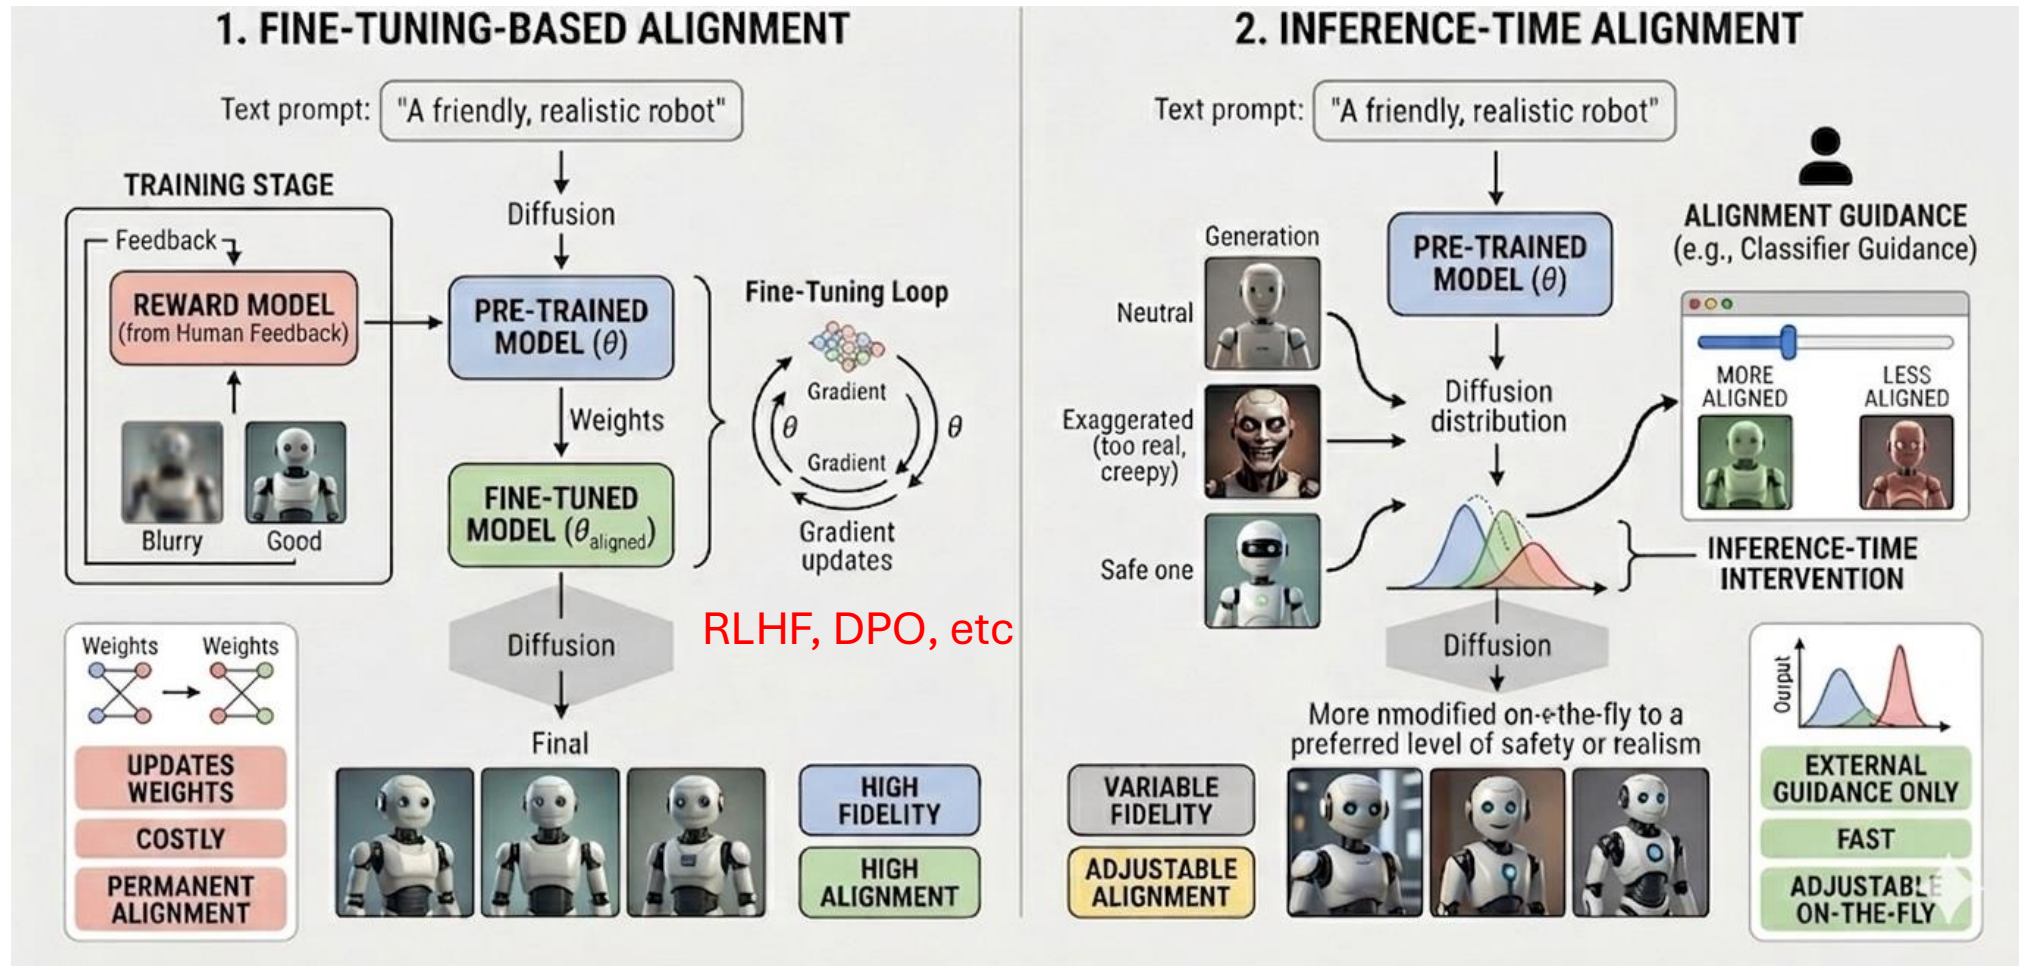 1. FINE-TUNING-BASED ALIGNMENT
Text prompt: "A friendly, realistic robot"
TRAINING STAGE
Feedback
REWARD MODEL
(from Human Feedback)
Blurry
Good
Diffusion
PRE-TRAINED
MODEL (θ)
Weights
FINE-TUNED
MODEL (θaligned)
Fine-Tuning Loop
Gradient
θ
θ
Gradient
Gradient
updates
Diffusion
RLHF, DPO, etc
Final
Weights
Weights
UPDATES
WEIGHTS
COSTLY
PERMANENT
ALIGNMENT
HIGH
FIDELITY
HIGH
ALIGNMENT
2. INFERENCE-TIME ALIGNMENT
Text prompt: "A friendly, realistic robot"
PRE-TRAINED
MODEL (θ)
Generation
Neutral
Exaggerated
(too real,
creepy)
Safe one
Diffusion
distribution
ALIGNMENT GUIDANCE
(e.g., Classifier Guidance)
MORE
ALIGNED
LESS
ALIGNED
INFERENCE-TIME
INTERVENTION
Diffusion
More nmodified on-e-the-fly to a
preferred level of safety or realism
VARIABLE
FIDELITY
ADJUSTABLE
ALIGNMENT
Output
EXTERNAL
GUIDANCE ONLY
FAST
ADJUSTABLE
ON-THE-FLY